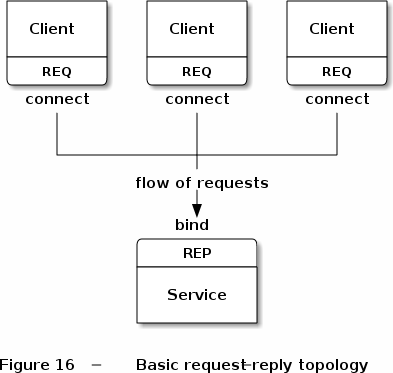 Client Client Client
REQ REQ REQ
connect connect connect
flow of requests
bind
REP
Service
Figure 16 − Basic request−reply topology